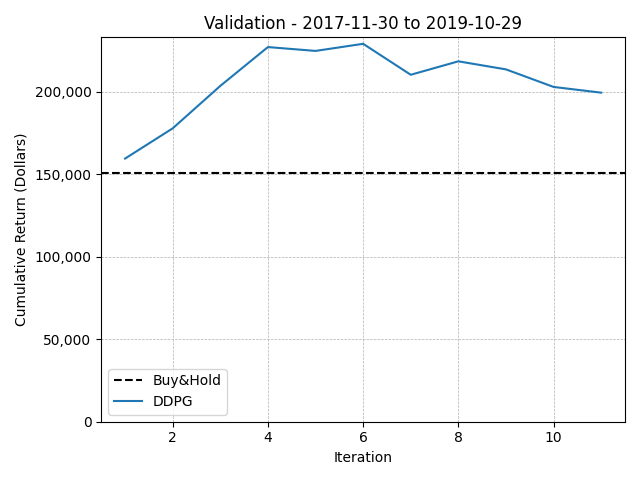 Validation - 2017-11-30 to 2019-10-29
Cumulative Return (Dollars)
200,000
150,000
100,000
50,000
0
Buy&Hold
DDPG
2 4 6 8 10
Iteration